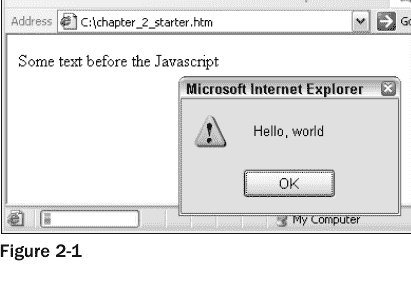 Address C:\chapter_2_starter.htm
Some text before the Javascript
Microsoft Internet Explorer
Hello, world
OK
My Computer
Figure 2-1